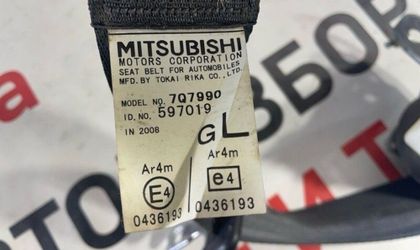 MITSUBISHI
MOTORS CORPORATION
SEAT BELT FOR AUTOMOBILES
MFD. BY TOKAI RIKA CO., LTD.
MODEL NO. 7Q7990
ID. NO. 597019
IN 2008
GL
Ar4m Ar4m
E4 e4
0436193 0436193